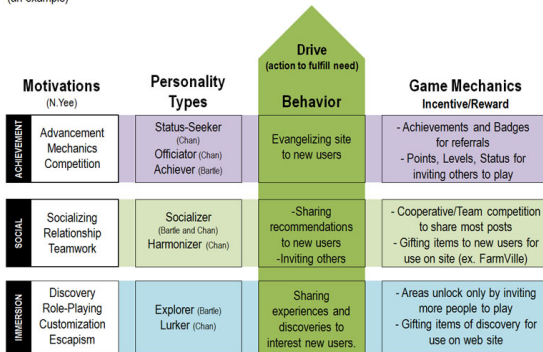 (an example)
Drive
(action to fulfill need)
Motivations
(N.Yee)
Personality
Types
Behavior
Game Mechanics
Incentive/Reward
ACHIEVEMENT
Advancement
Mechanics
Competition
Status-Seeker
(Chan)
Officiator (Chan)
Achiever (Bartle)
Evangelizing site
to new users
- Achievements and Badges
for referrals
- Points, Levels, Status for
inviting others to play
SOCIAL
Socializing
Relationship
Teamwork
Socializer
(Bartle and Chan)
Harmonizer (Chan)
-Sharing
recommendations
to new users
-Inviting others
- Cooperative/Team competition
to share most posts
- Gifting items to new users for
use on site (ex. FarmVille)
IMMERSION
Discovery
Role-Playing
Customization
Escapism
Explorer (Bartle)
Lurker (Chan)
Sharing
experiences and
discoveries to
interest new users.
- Areas unlock only by inviting
more people to play
- Gifting items of discovery for
use on web site